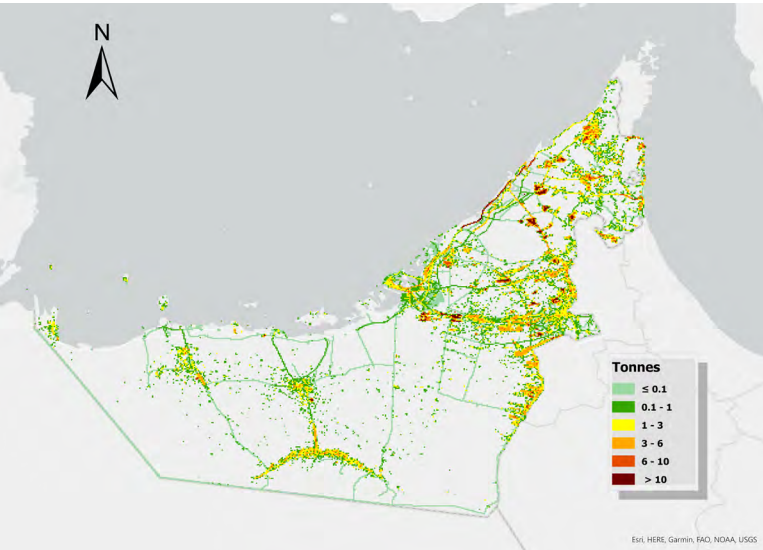 N
Tonnes
≤ 0.1
0.1 - 1
1 - 3
3 - 6
6 - 10
> 10
Esri, HERE, Garmin, FAO, NOAA, USGS